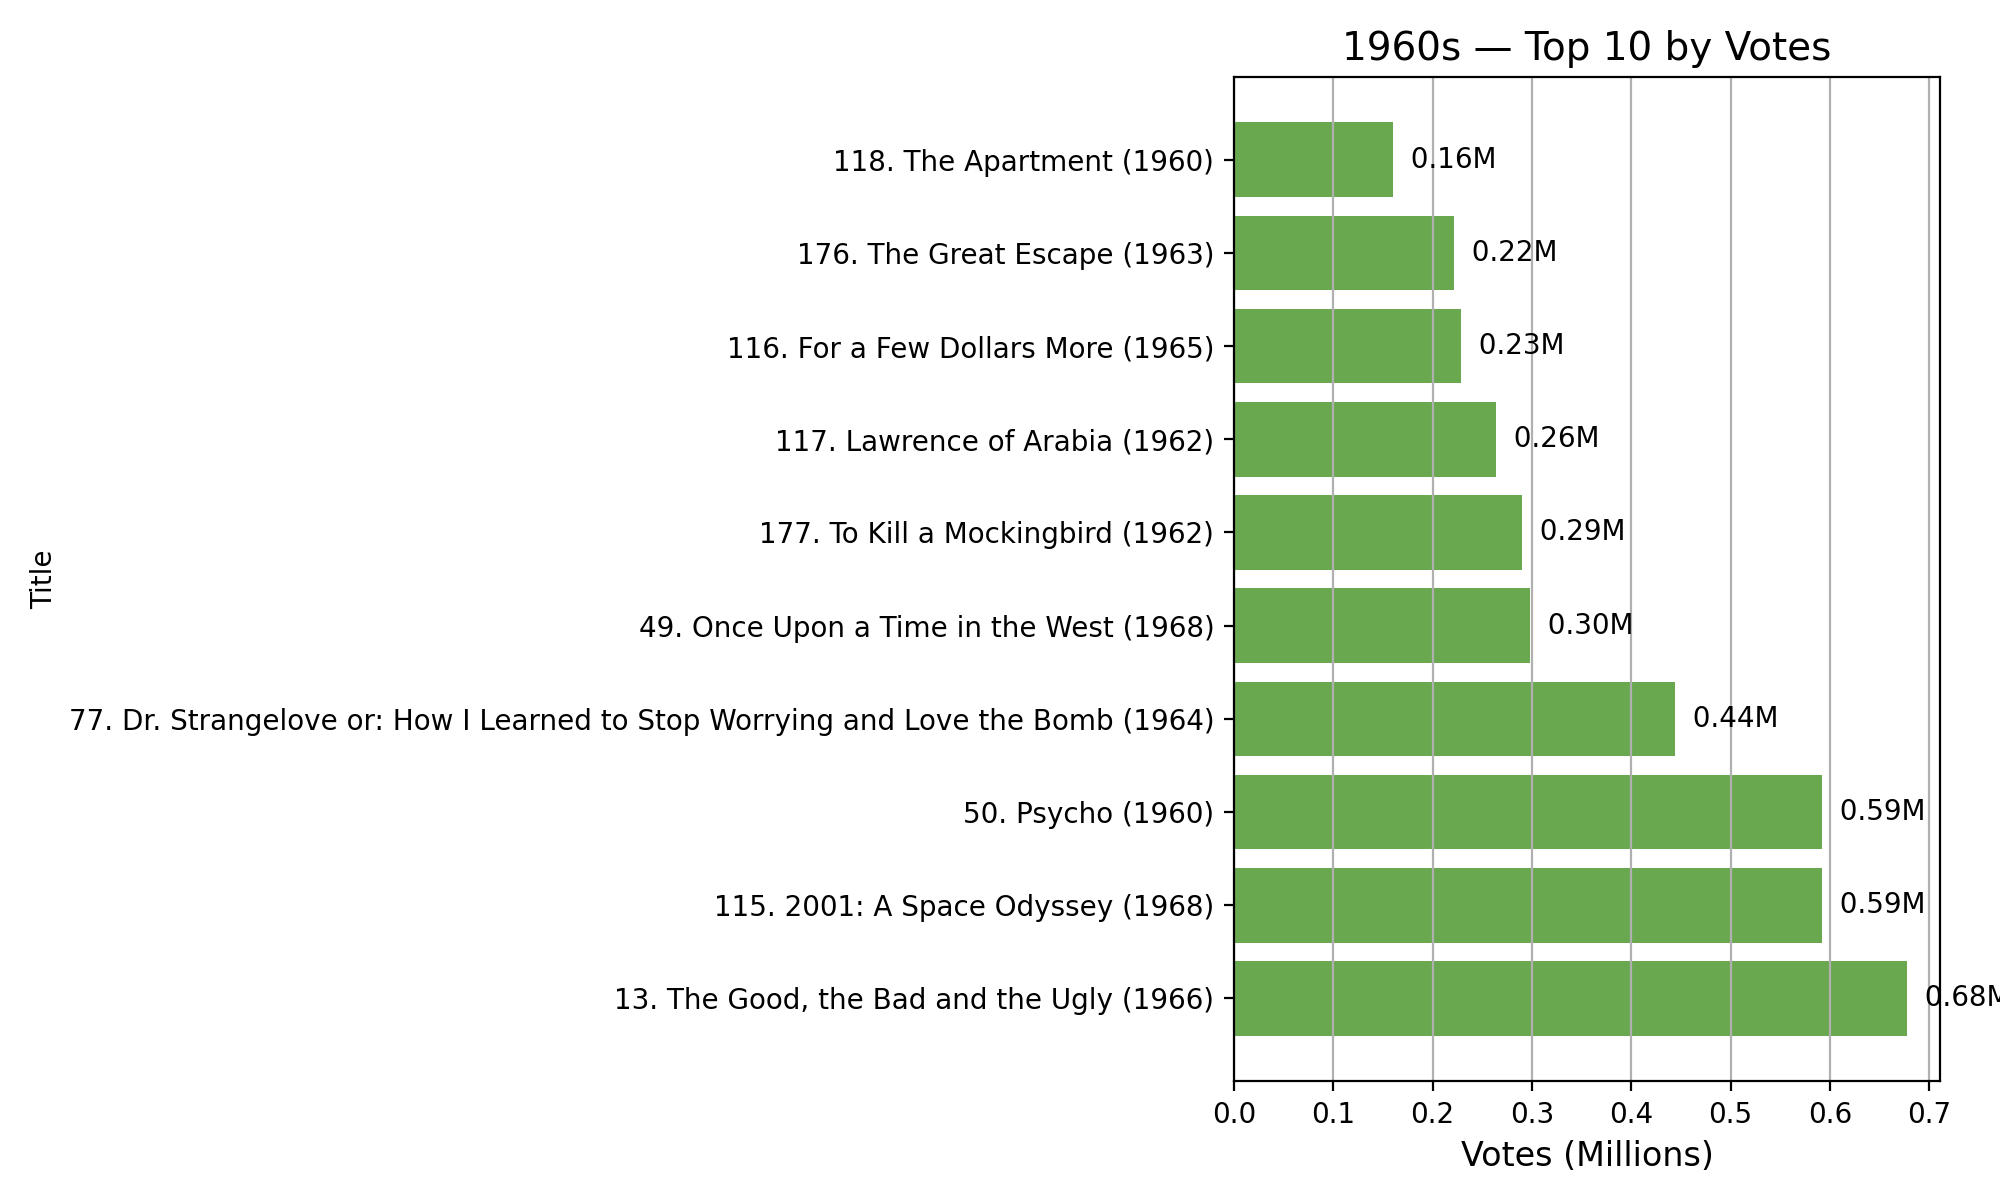 1960s — Top 10 by Votes
118. The Apartment (1960)
0.16M
176. The Great Escape (1963)
0.22M
116. For a Few Dollars More (1965)
0.23M
117. Lawrence of Arabia (1962)
0.26M
177. To Kill a Mockingbird (1962)
0.29M
Title
49. Once Upon a Time in the West (1968)
0.30M
77. Dr. Strangelove or: How I Learned to Stop Worrying and Love the Bomb (1964)
0.44M
50. Psycho (1960)
0.59M
115. 2001: A Space Odyssey (1968)
0.59M
13. The Good, the Bad and the Ugly (1966)
0.68M
0.0 0.1 0.2 0.3 0.4 0.5 0.6 0.7
Votes (Millions)